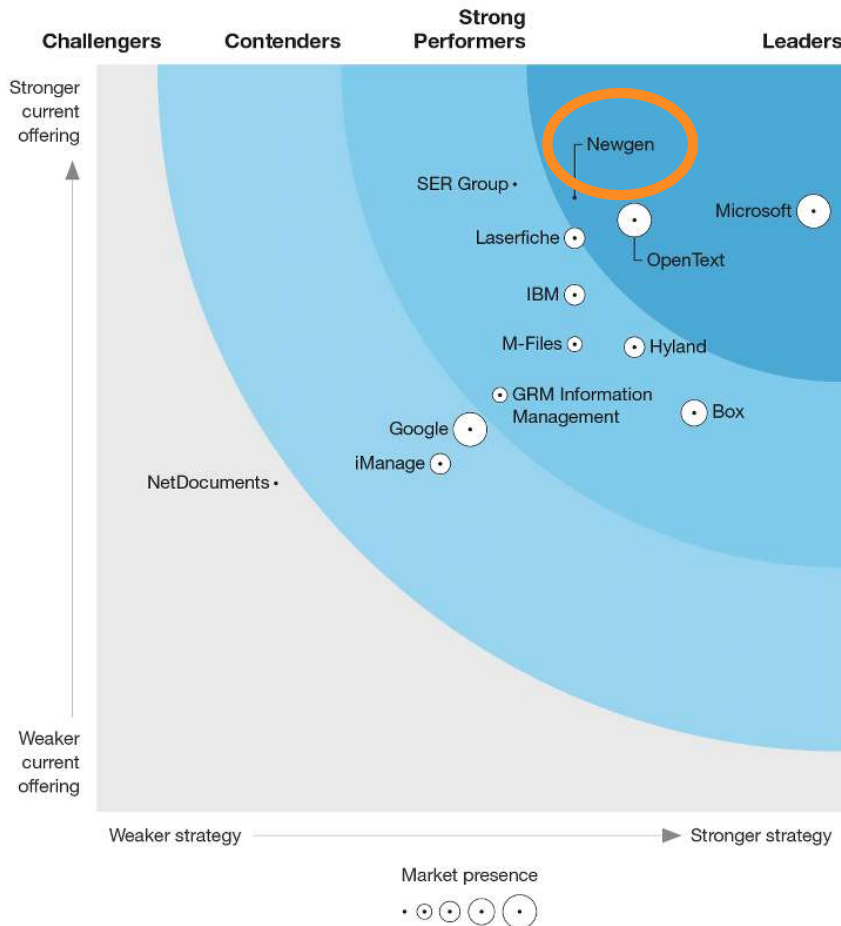 Challengers
Contenders
Strong
Performers
Leaders
Stronger
current
offering
Newgen
SER Group
Microsoft
Laserfiche
OpenText
IBM
M-Files
Hyland
GRM Information
Management
Box
Google
iManage
NetDocuments
Weaker
current
offering
Weaker strategy
Stronger strategy
Market presence